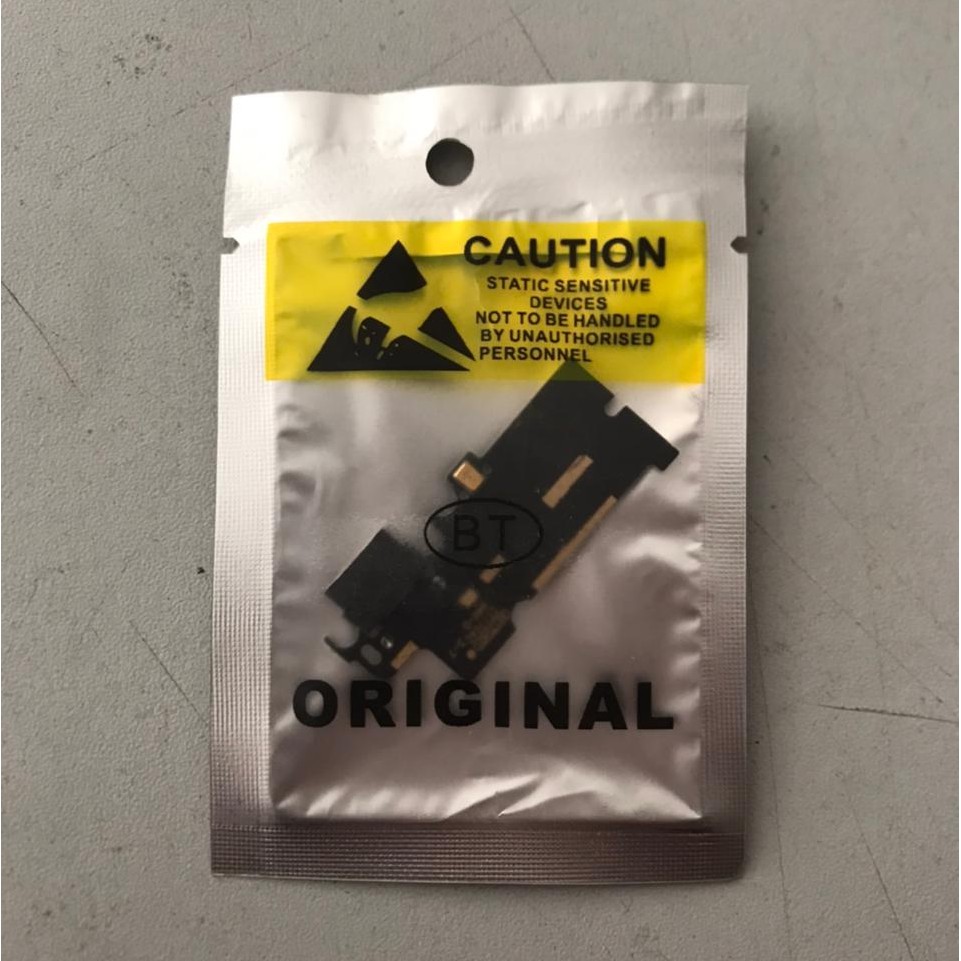 CAUTION
STATIC SENSITIVE
DEVICES
NOT TO BE HANDLED
BY UNAUTHORISED
PERSONNEL
BT
ORIGINAL